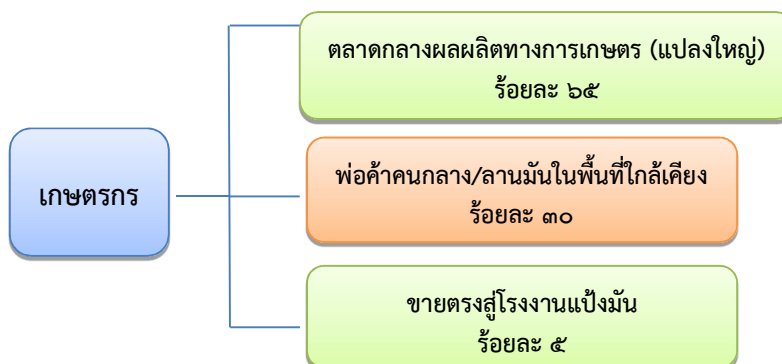 ตลาดกลางผลผลิตทางการเกษตร (แปลงใหญ่)
ร้อยละ ๖๕
เกษตรกร
พ่อค้าคนกลาง/ลานมันในพื้นที่ใกล้เคียง
ร้อยละ ๓๐
ขายตรงสู่โรงงานแป้งมัน
ร้อยละ ๕